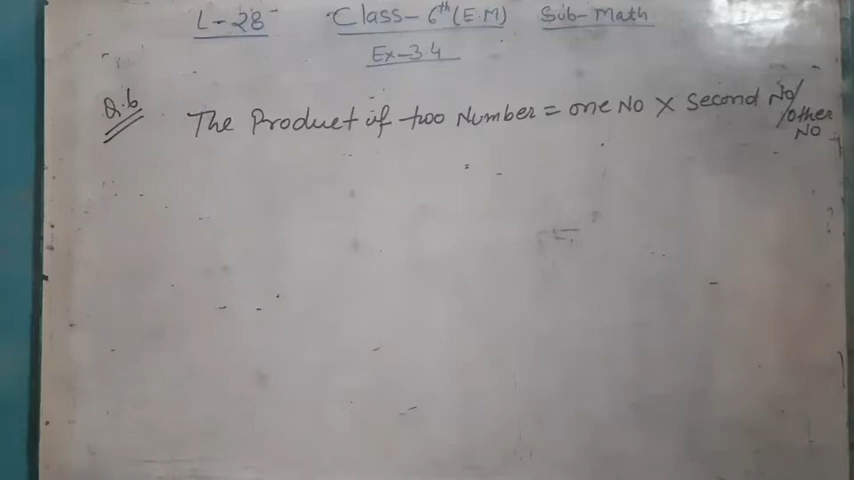 L-28 Class-6th (E.M) Sub-Math
Ex-3.4
Q.6 The Product of two Number = one No × Second No/
/other
No